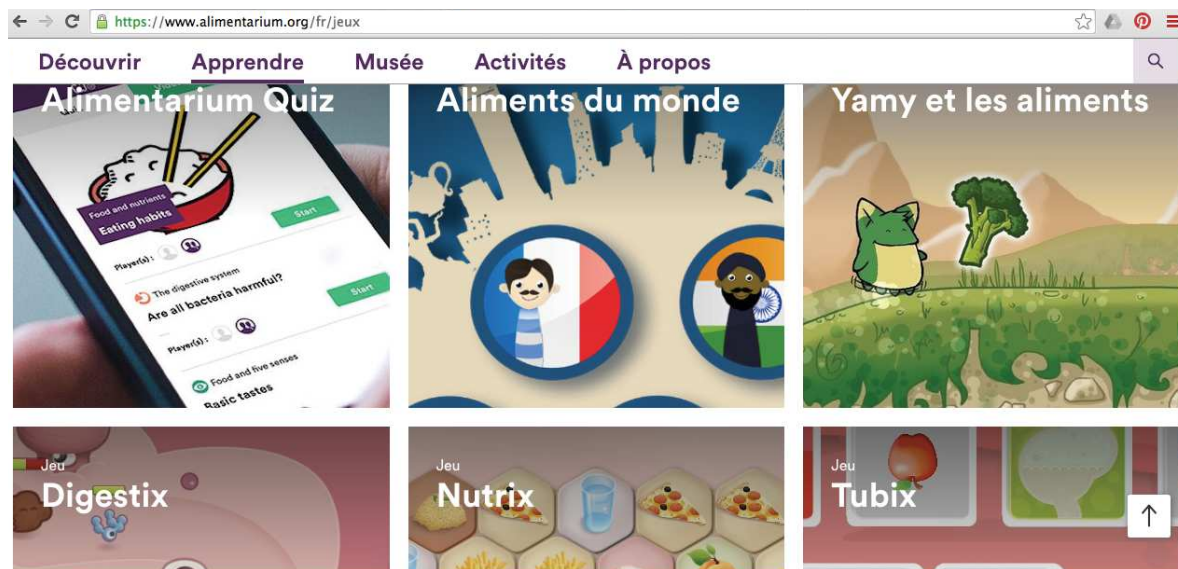 https://www.alimentarium.org/fr/jeux
Découvrir Apprendre Musée Activités À propos
Alimentarium Quiz
Aliments du monde
Yamy et les aliments
Food and nutrients
Eating habits
Start
Player(s) :
The digestive system
Are all bacteria harmful?
Start
Player(s) :
Food and five senses
Basic tastes
Jeu
Digestix
Jeu
Nutrix
Jeu
Tubix